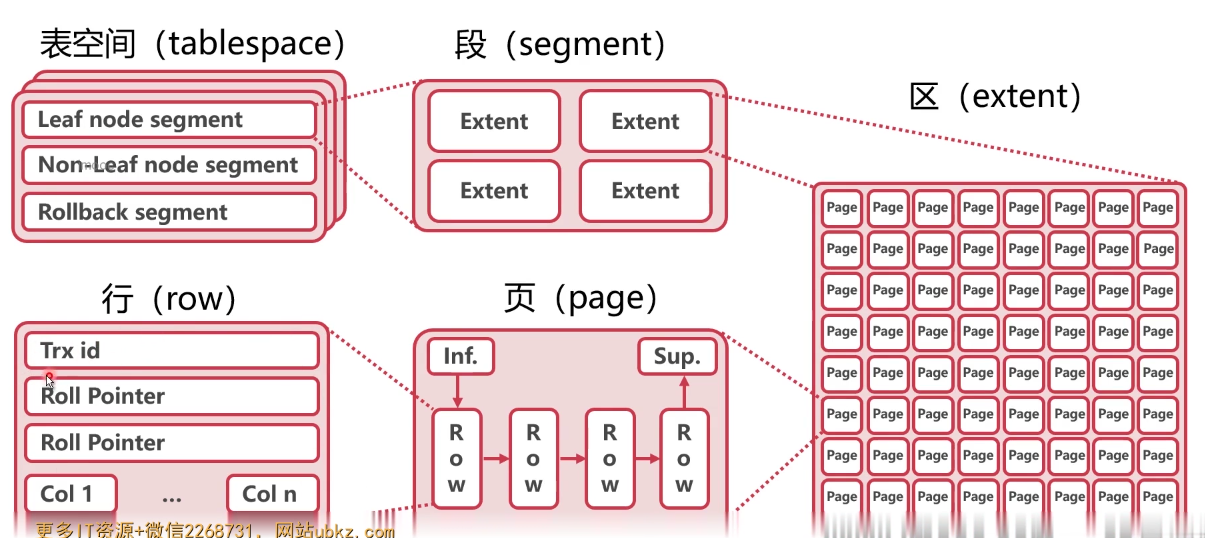 表空间（tablespace）
Leaf node segment
Non-Leaf node segment
Rollback segment
段（segment）
Extent Extent
Extent Extent
区（extent）
Page Page Page Page Page Page Page Page
Page Page Page Page Page Page Page Page
Page Page Page Page Page Page Page Page
Page Page Page Page Page Page Page Page
Page Page Page Page Page Page Page Page
Page Page Page Page Page Page Page Page
Page Page Page Page Page Page Page Page
Page Page Page Page Page Page Page Page
行（row）
Trx id
Roll Pointer
Roll Pointer
Col 1 ... Col n
页（page）
Inf. Sup.
Row Row Row Row
更多IT资源+微信2268731，网站ubkz.com